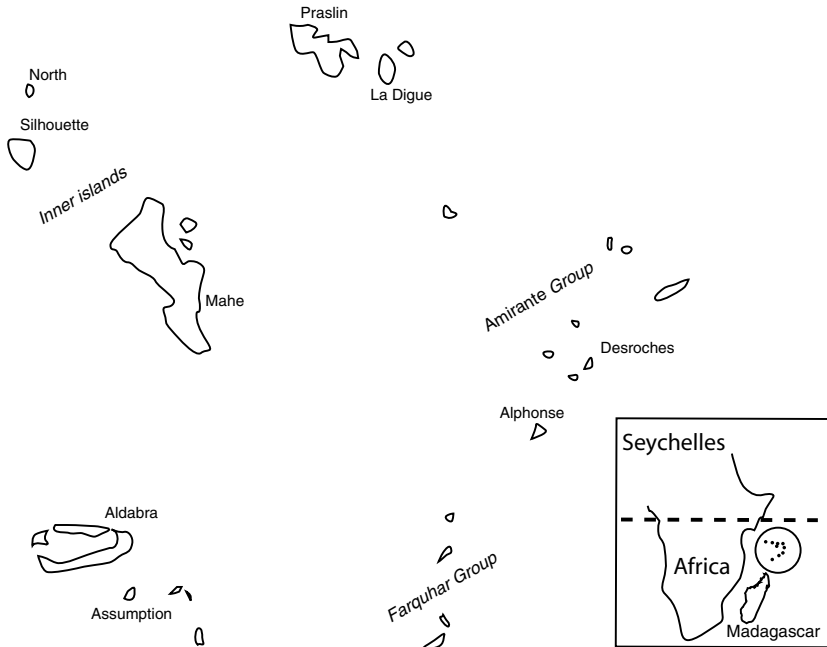 Praslin
North
La Digue
Silhouette
Inner islands
Mahe
Amirante Group
Desroches
Alphonse
Seychelles
Aldabra
Africa
Farquhar Group
Assumption
Madagascar